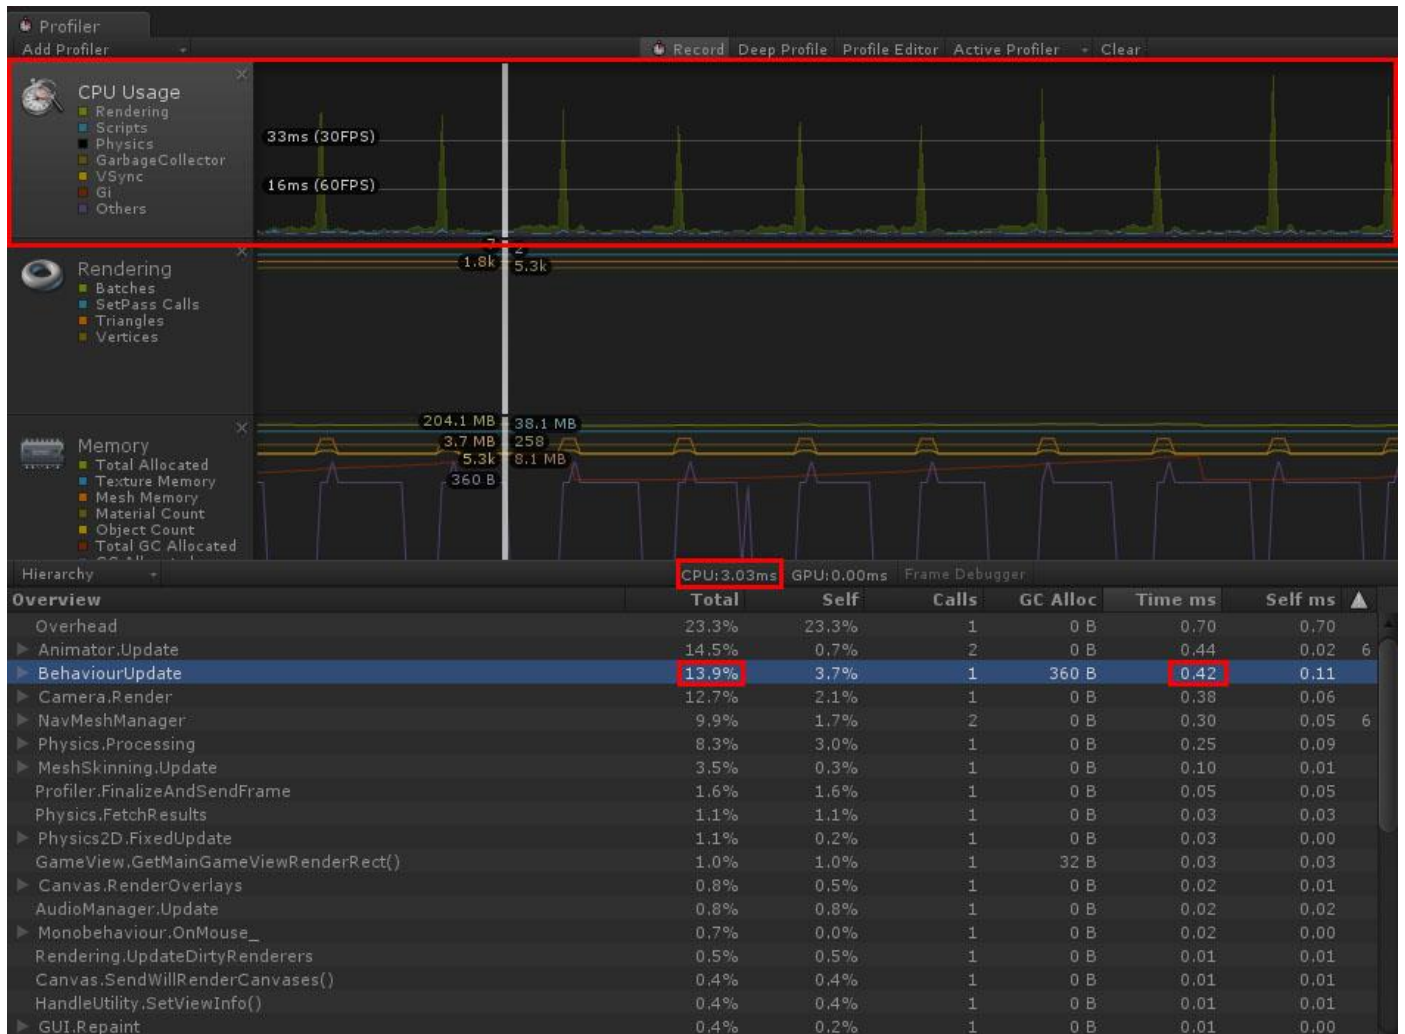 Profiler
Add Profiler Record Deep Profile Profile Editor Active Profiler Clear
CPU Usage
Rendering
Scripts
Physics
GarbageCollector
VSync
Gi
Others
33ms (30FPS)
16ms (60FPS)
Rendering
Batches
SetPass Calls
Triangles
Vertices
1.8k 5.3k
Memory
Total Allocated
Texture Memory
Mesh Memory
Material Count
Object Count
Total GC Allocated
204.1 MB 38.1 MB
3.7 MB 258
5.3k 8.1 MB
360 B
Hierarchy CPU:3.03ms GPU:0.00ms Frame Debugger
Overview Total Self Calls GC Alloc Time ms Self ms
Overhead 23.3% 23.3% 1 0 B 0.70 0.70
Animator.Update 14.5% 0.7% 2 0 B 0.44 0.02 6
BehaviourUpdate 13.9% 3.7% 1 360 B 0.42 0.11
Camera.Render 12.7% 2.1% 1 0 B 0.38 0.06
NavMeshManager 9.9% 1.7% 2 0 B 0.30 0.05 6
Physics.Processing 8.3% 3.0% 1 0 B 0.25 0.09
MeshSkinning.Update 3.5% 0.3% 1 0 B 0.10 0.01
Profiler.FinalizeAndSendFrame 1.6% 1.6% 1 0 B 0.05 0.05
Physics.FetchResults 1.1% 1.1% 1 0 B 0.03 0.03
Physics2D.FixedUpdate 1.1% 0.2% 1 0 B 0.03 0.00
GameView.GetMainGameViewRenderRect() 1.0% 1.0% 1 32 B 0.03 0.03
Canvas.RenderOverlays 0.8% 0.5% 1 0 B 0.02 0.01
AudioManager.Update 0.8% 0.8% 1 0 B 0.02 0.02
Monobehaviour.OnMouse_ 0.7% 0.0% 1 0 B 0.02 0.00
Rendering.UpdateDirtyRenderers 0.5% 0.5% 1 0 B 0.01 0.01
Canvas.SendWillRenderCanvases() 0.4% 0.4% 1 0 B 0.01 0.01
HandleUtility.SetViewInfo() 0.4% 0.4% 1 0 B 0.01 0.01
GUI.Repaint 0.4% 0.2% 1 0 B 0.01 0.00